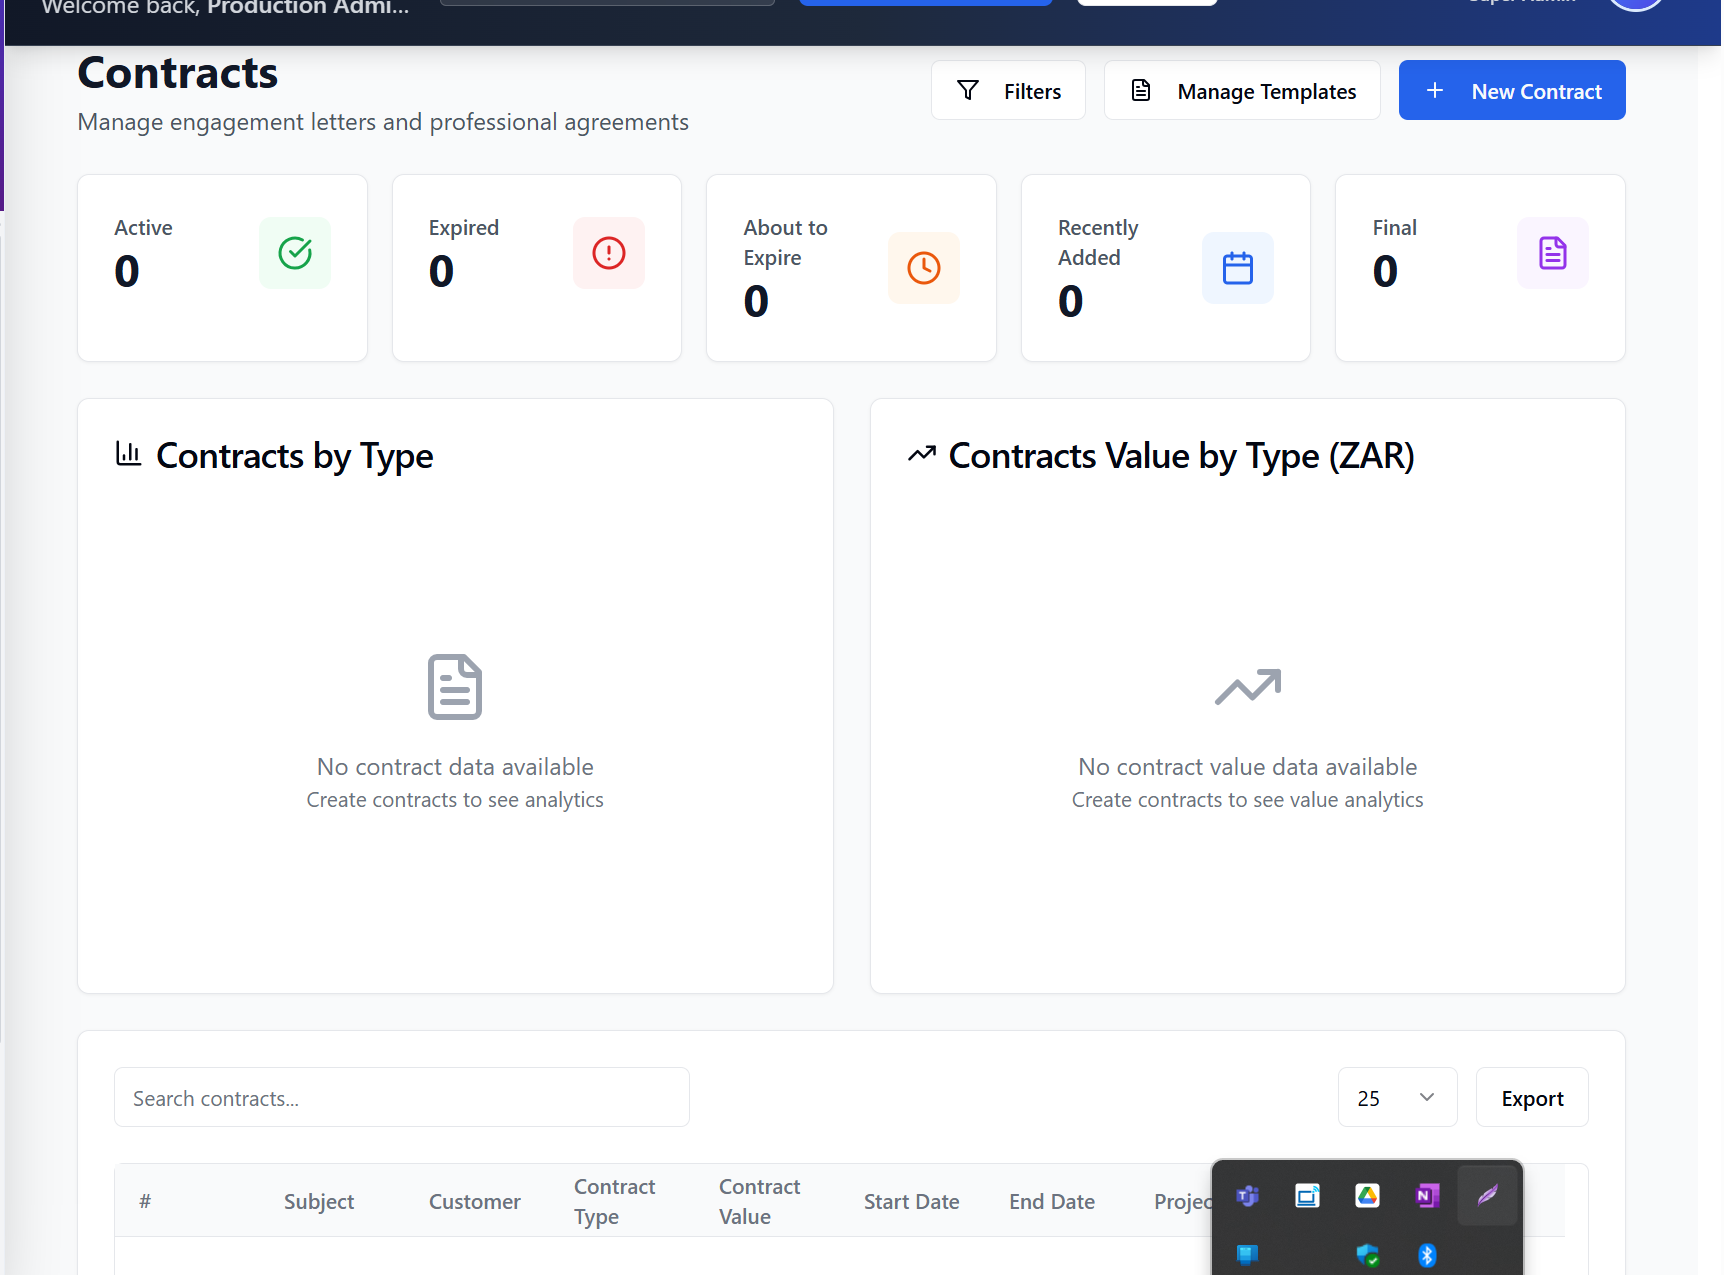 Welcome back, Production Admi...
Super Admin
Contracts
Manage engagement letters and professional agreements
Filters
Manage Templates
New Contract
Active
0
Expired
0
About to
Expire
0
Recently
Added
0
Final
0
Contracts by Type
No contract data available
Create contracts to see analytics
Contracts Value by Type (ZAR)
No contract value data available
Create contracts to see value analytics
Search contracts...
25
Export
#
Subject
Customer
Contract
Type
Contract
Value
Start Date
End Date
Projec